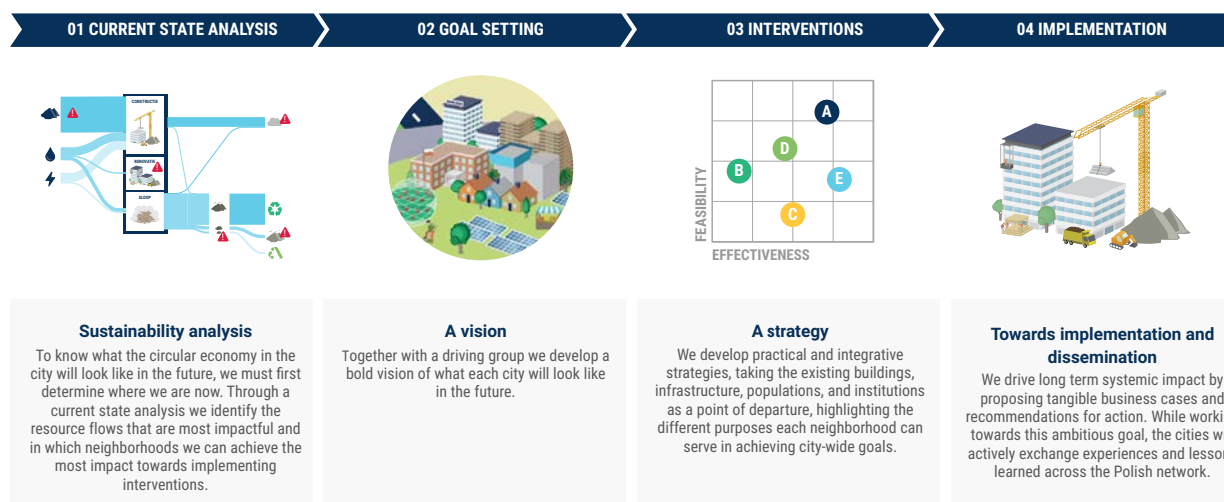 01 CURRENT STATE ANALYSIS
02 GOAL SETTING
03 INTERVENTIONS
04 IMPLEMENTATION
CONSTRUCTIE
RENOVATIE
SLOOP
A
D
B
E
C
FEASIBILITY
EFFECTIVENESS
Sustainability analysis
To know what the circular economy in the
city will look like in the future, we must first
determine where we are now. Through a
current state analysis we identify the
resource flows that are most impactful and
in which neighborhoods we can achieve the
most impact towards implementing
interventions.
A vision
Together with a driving group we develop a
bold vision of what each city will look like
in the future.
A strategy
We develop practical and integrative
strategies, taking the existing buildings,
infrastructure, populations, and institutions
as a point of departure, highlighting the
different purposes each neighborhood can
serve in achieving city-wide goals.
Towards implementation and
dissemination
We drive long term systemic impact by
proposing tangible business cases and
recommendations for action. While worki
towards this ambitious goal, the cities w
actively exchange experiences and lesson
learned across the Polish network.